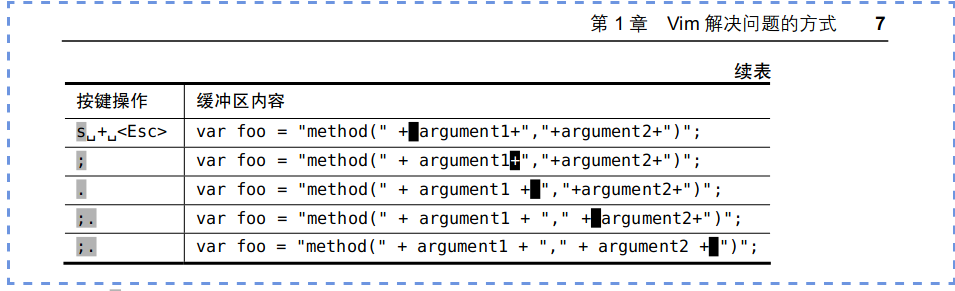 第 1 章 Vim 解决问题的方式 7
续表
按键操作 缓冲区内容
s␣+␣<Esc> var foo = "method(" + argument1+","+argument2+")";
; var foo = "method(" + argument1+","+argument2+")";
. var foo = "method(" + argument1 + ","+argument2+")";
;. var foo = "method(" + argument1 + "," + argument2+")";
;. var foo = "method(" + argument1 + "," + argument2 + ")";